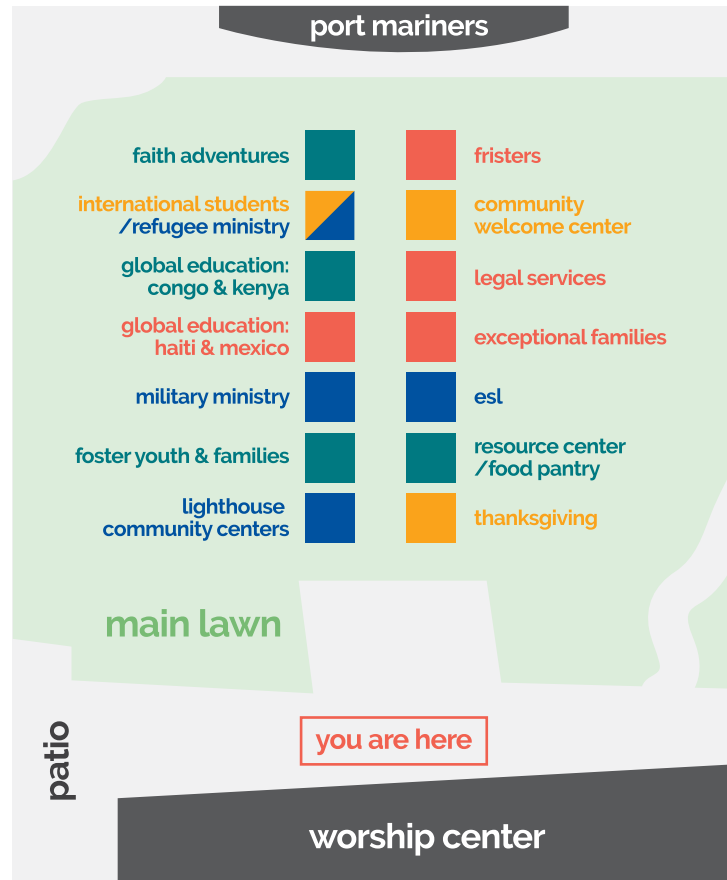 port mariners
faith adventures
fristers
international students
/refugee ministry
community
welcome center
global education:
congo & kenya
legal services
global education:
haiti & mexico
exceptional families
military ministry
esl
foster youth & families
resource center
/food pantry
lighthouse
community centers
thanksgiving
main lawn
you are here
patio
worship center